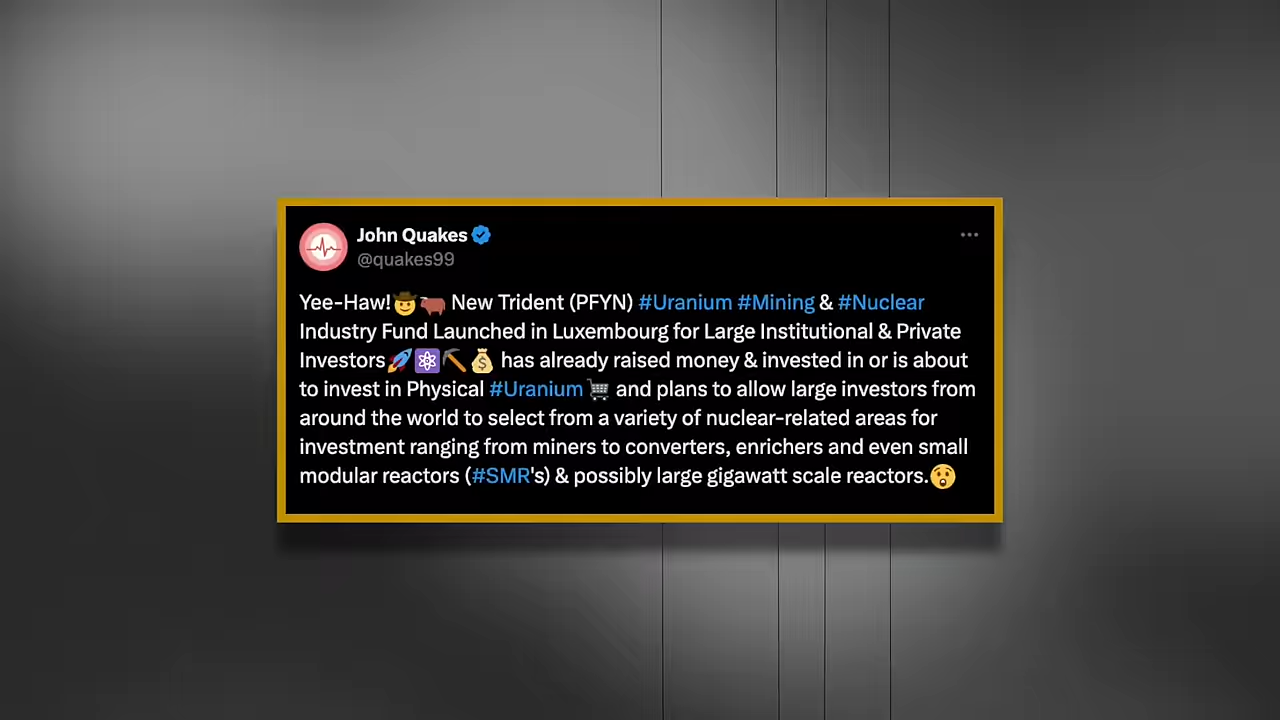 John Quakes
@quakes99
Yee-Haw!🤠🐂 New Trident (PFYN) #Uranium #Mining & #Nuclear
Industry Fund Launched in Luxembourg for Large Institutional & Private
Investors🚀⚛️⛏️💰 has already raised money & invested in or is about
to invest in Physical #Uranium🛒 and plans to allow large investors from
around the world to select from a variety of nuclear-related areas for
investment ranging from miners to converters, enrichers and even small
modular reactors (#SMR's) & possibly large gigawatt scale reactors.😲